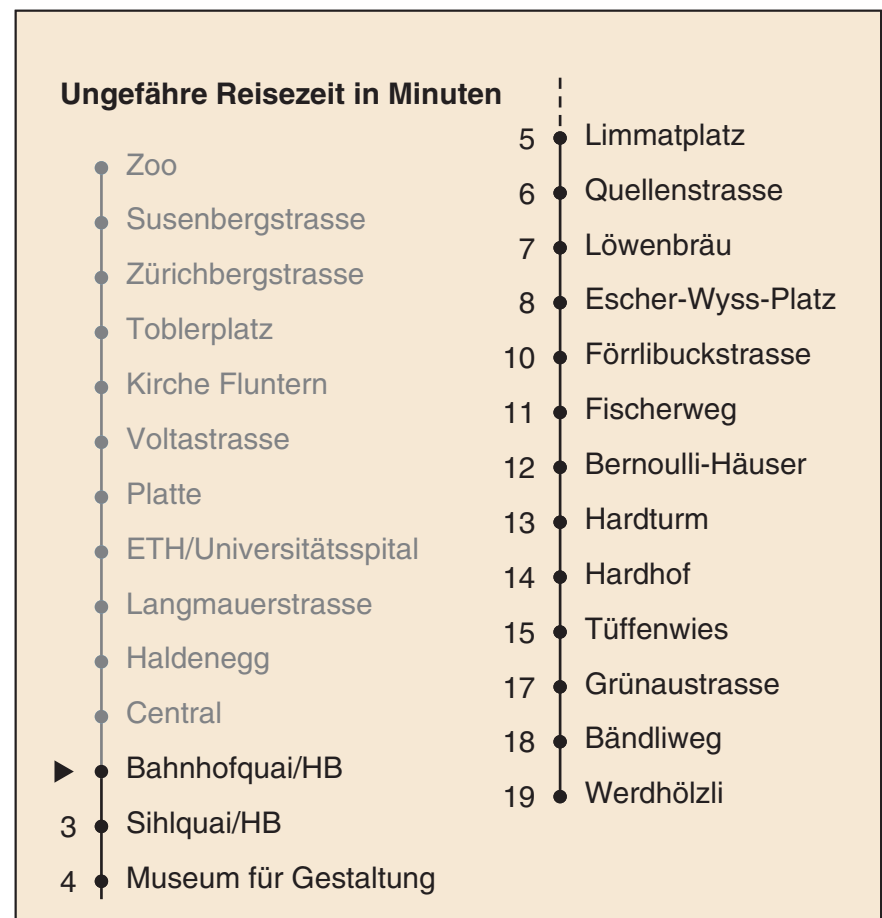 Ungefähre Reisezeit in Minuten
Zoo
Susenbergstrasse
Zürichbergstrasse
Toblerplatz
Kirche Fluntern
Voltastrasse
Platte
ETH/Universitätsspital
Langmauerstrasse
Haldenegg
Central
Bahnhofquai/HB
3 Sihlquai/HB
4 Museum für Gestaltung
5 Limmatplatz
6 Quellenstrasse
7 Löwenbräu
8 Escher-Wyss-Platz
10 Förrlibuckstrasse
11 Fischerweg
12 Bernoulli-Häuser
13 Hardturm
14 Hardhof
15 Tüffenwies
17 Grünaustrasse
18 Bändliweg
19 Werdhölzli